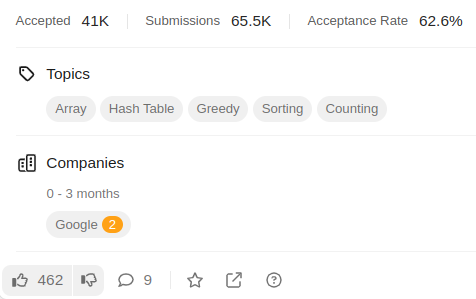 Accepted 41K Submissions 65.5K Acceptance Rate 62.6%
Topics
Array Hash Table Greedy Sorting Counting
Companies
0 - 3 months
Google 2
462 9